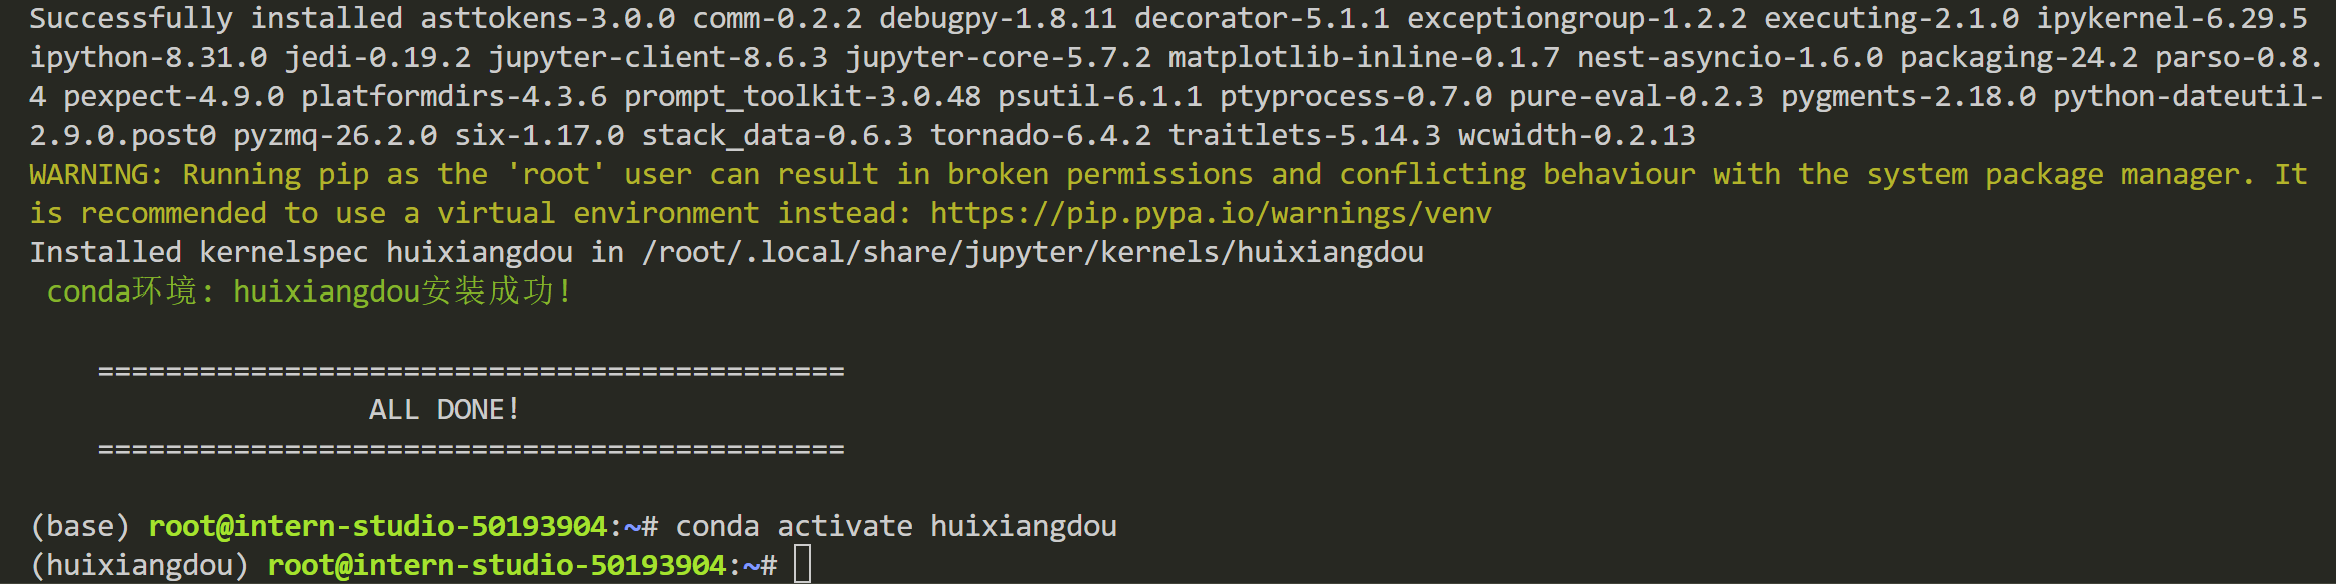 Successfully installed asttokens-3.0.0 comm-0.2.2 debugpy-1.8.11 decorator-5.1.1 exceptiongroup-1.2.2 executing-2.1.0 ipykernel-6.29.5
ipython-8.31.0 jedi-0.19.2 jupyter-client-8.6.3 jupyter-core-5.7.2 matplotlib-inline-0.1.7 nest-asyncio-1.6.0 packaging-24.2 parso-0.8.
4 pexpect-4.9.0 platformdirs-4.3.6 prompt_toolkit-3.0.48 psutil-6.1.1 ptyprocess-0.7.0 pure-eval-0.2.3 pygments-2.18.0 python-dateutil-
2.9.0.post0 pyzmq-26.2.0 six-1.17.0 stack_data-0.6.3 tornado-6.4.2 traitlets-5.14.3 wcwidth-0.2.13
WARNING: Running pip as the 'root' user can result in broken permissions and conflicting behaviour with the system package manager. It
is recommended to use a virtual environment instead: https://pip.pypa.io/warnings/venv
Installed kernelspec huixiangdou in /root/.local/share/jupyter/kernels/huixiangdou
conda环境: huixiangdou安装成功!
============================================
ALL DONE!
============================================
(base) root@intern-studio-50193904:~# conda activate huixiangdou
(huixiangdou) root@intern-studio-50193904:~#